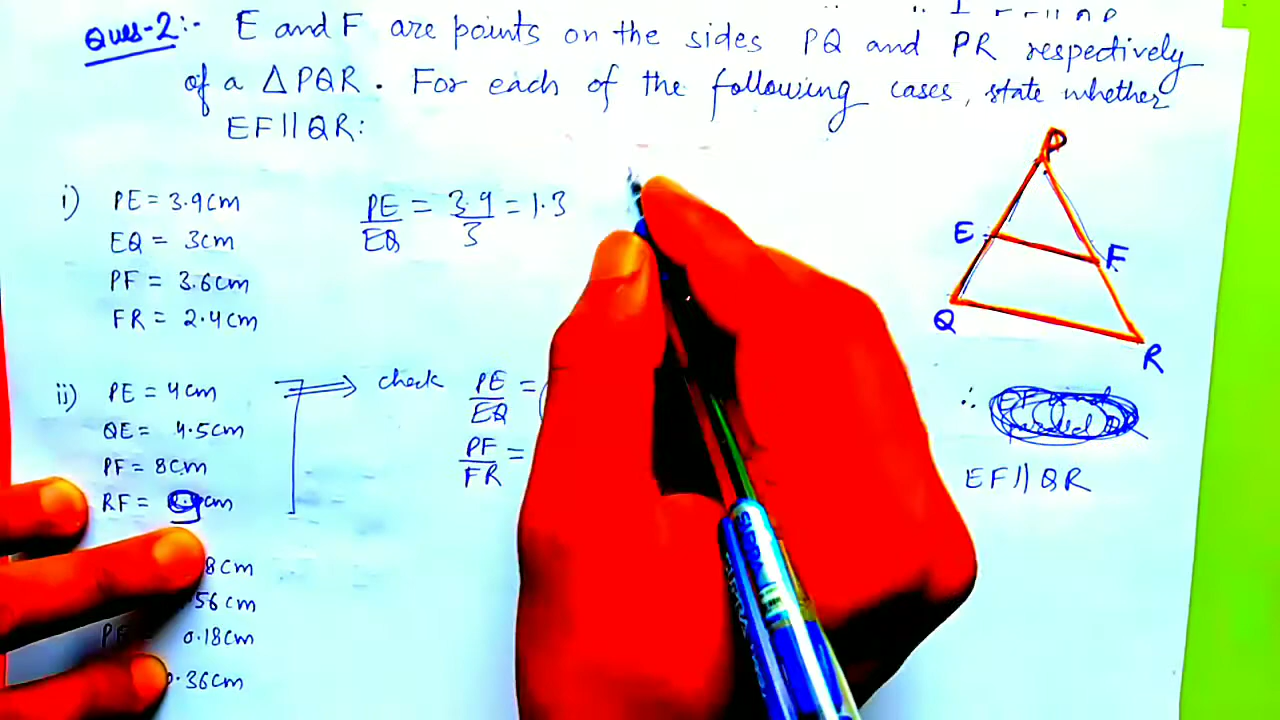 Ques-2:- E and F are points on the sides PQ and PR respectively
of a △PQR. For each of the following cases, state whether
EF||QR:
i) PE = 3.9cm
EQ = 3cm
PF = 3.6cm
FR = 2.4cm
PE/EQ = 3.9/3 = 1.3
P
E
F
Q
R
ii) PE = 4cm
QE = 4.5cm
PF = 8cm
RF = cm
check PE/EQ =
PF/FR =
∴
EF || QR
8cm
56cm
0.18cm
0.36cm